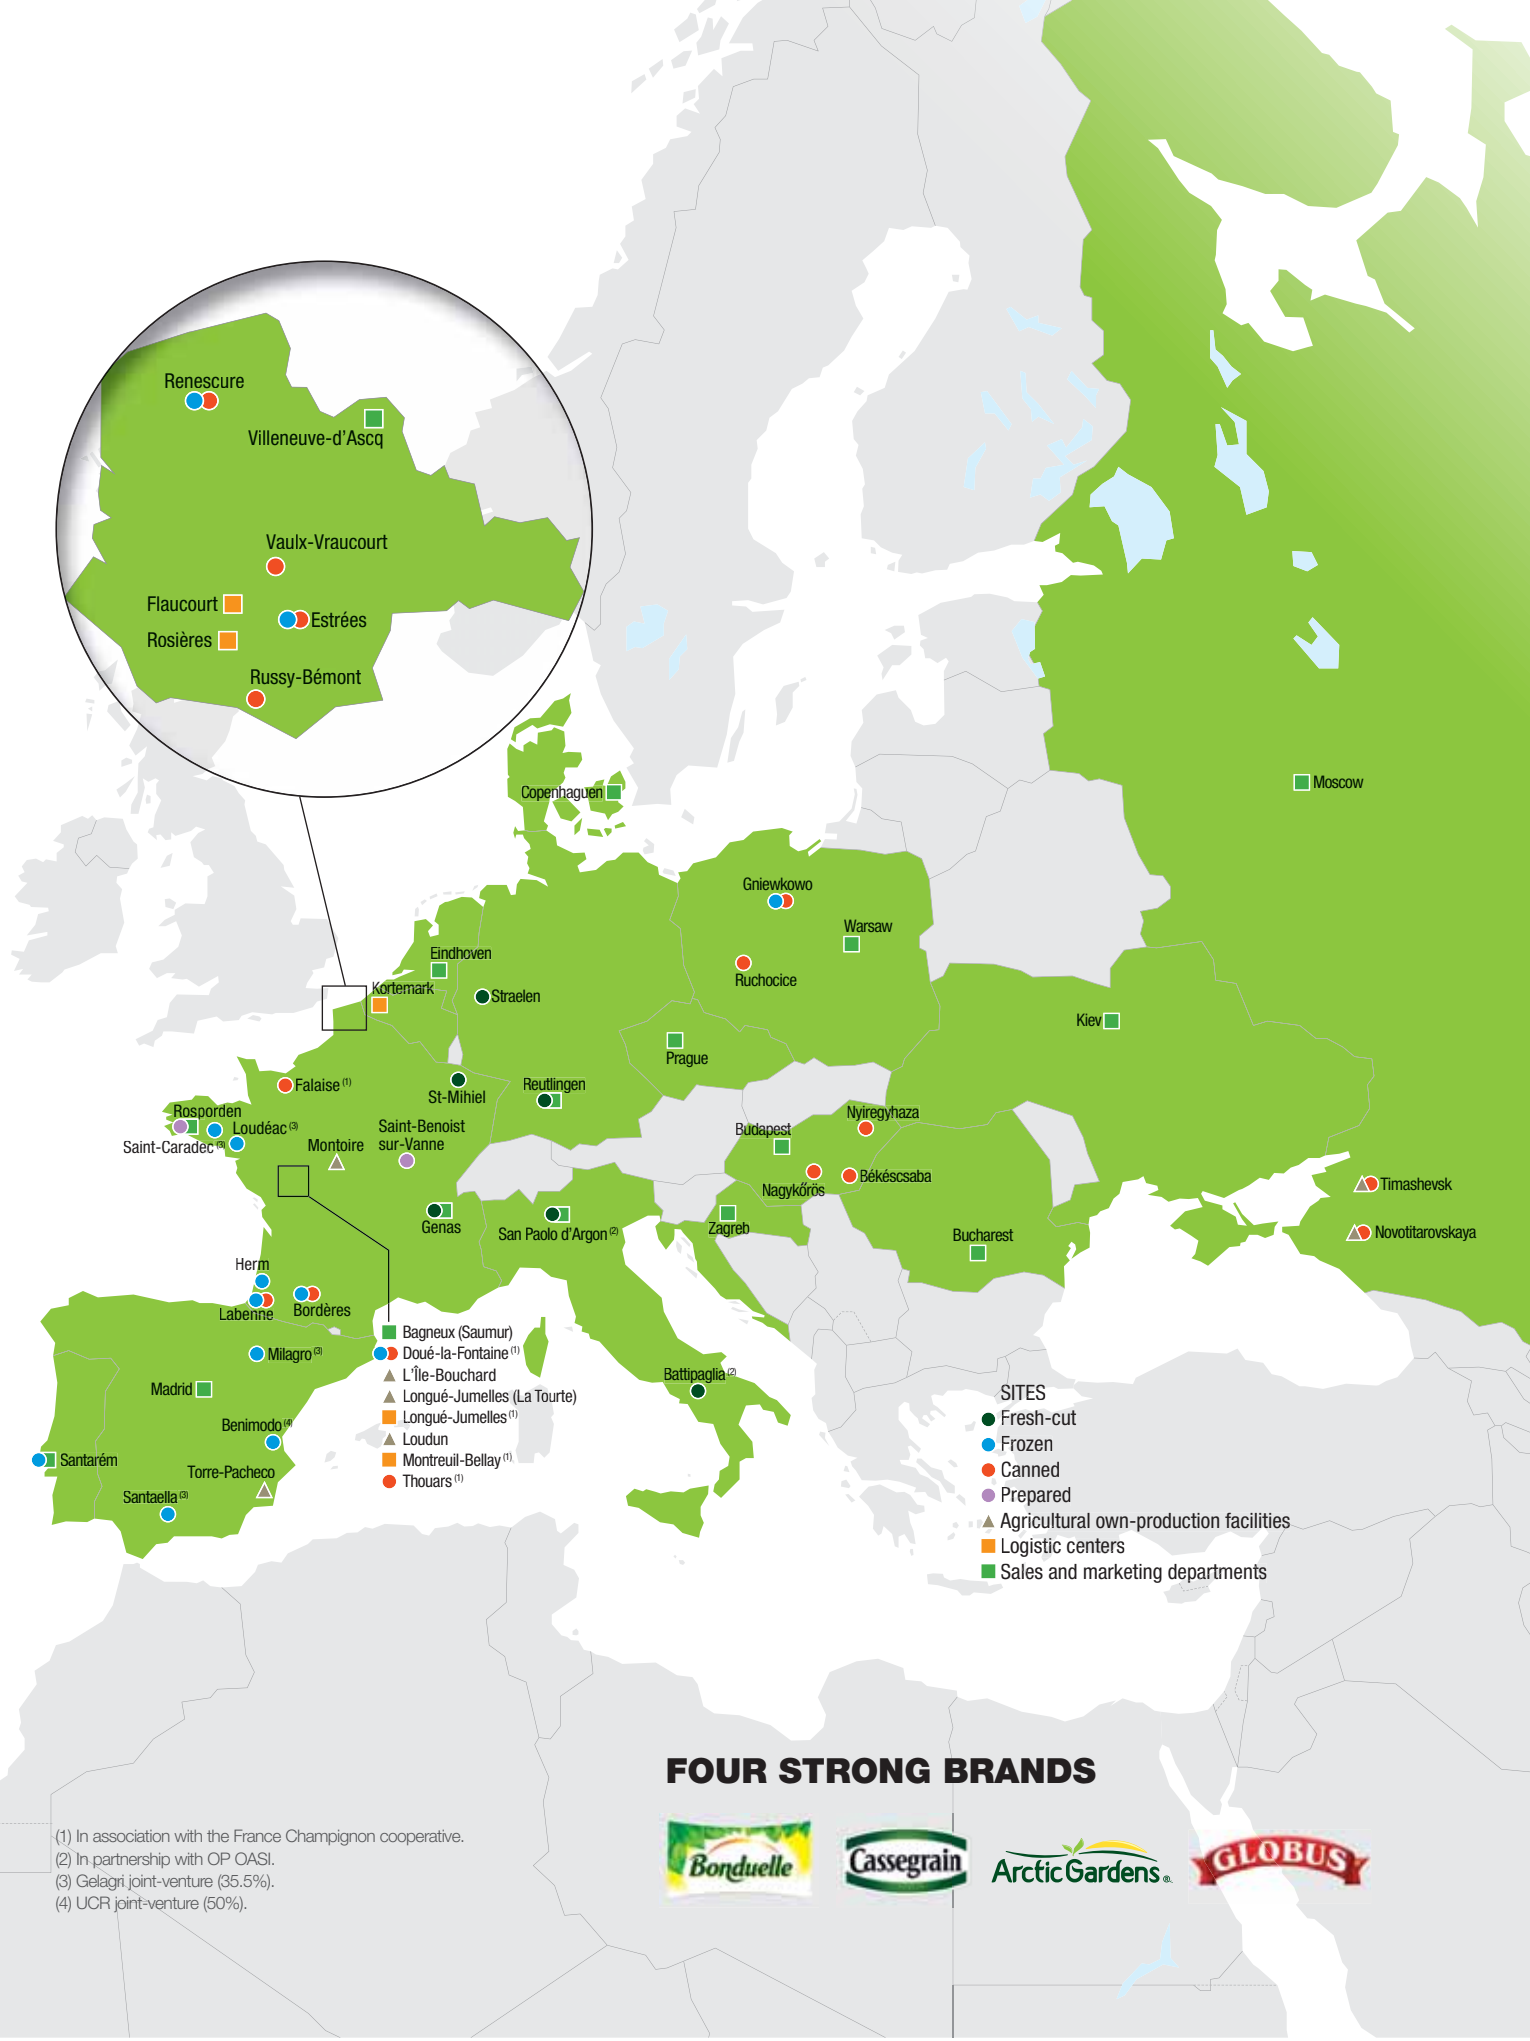 Renescure
Villeneuve-d'Ascq
Vaulx-Vraucourt
Flaucourt
Estrées
Rosières
Russy-Bémont
Copenhaguen
Moscow
Gniewkowo
Warsaw
Eindhoven
Ruchocice
Kortemark
Straelen
Kiev
Prague
Falaise (1)
St-Mihiel
Reutlingen
Rosporden
Loudéac (3)
Saint-Caradec (3)
Montoire
Saint-Benoist
sur-Vanne
Nyiregyhaza
Budapest
Békéscsaba
Nagykőrös
Timashevsk
Genas
San Paolo d'Argon (2)
Zagreb
Novotitarovskaya
Bucharest
Herm
Labenne
Bordères
Bagneux (Saumur)
Doué-la-Fontaine (1)
L'Île-Bouchard
Longué-Jumelles (La Tourte)
Longué-Jumelles (1)
Loudun
Montreuil-Bellay (1)
Thouars (1)
Milagro (3)
Madrid
Battipaglia (2)
Benimodo (4)
Santarém
Torre-Pacheco
Santaella (3)
SITES
Fresh-cut
Frozen
Canned
Prepared
Agricultural own-production facilities
Logistic centers
Sales and marketing departments
FOUR STRONG BRANDS
Bonduelle
Cassegrain
Arctic Gardens ®
GLOBUS
(1) In association with the France Champignon cooperative.
(2) In partnership with OP OASI.
(3) Gelagri joint-venture (35.5%).
(4) UCR joint-venture (50%).